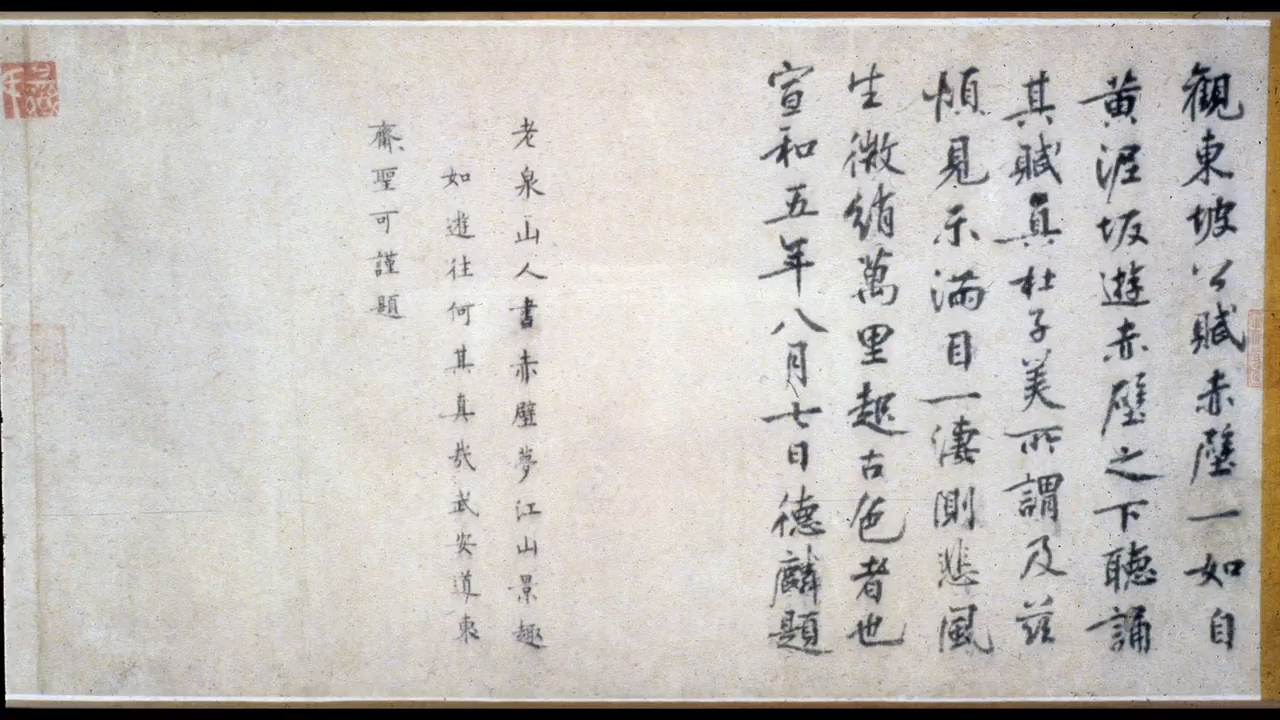 觀東坡公賦赤壁一如自
黄泥坂遊赤壁之下聽誦
其賦真杜子美所謂及兹
煩見示滿目一淒惻悲風
生微綃萬里起古色者也
宣和五年八月七日德麟題
老泉山人書赤壁夢江山景趣
如遊往何其真哉武安道東
齋聖可謹題